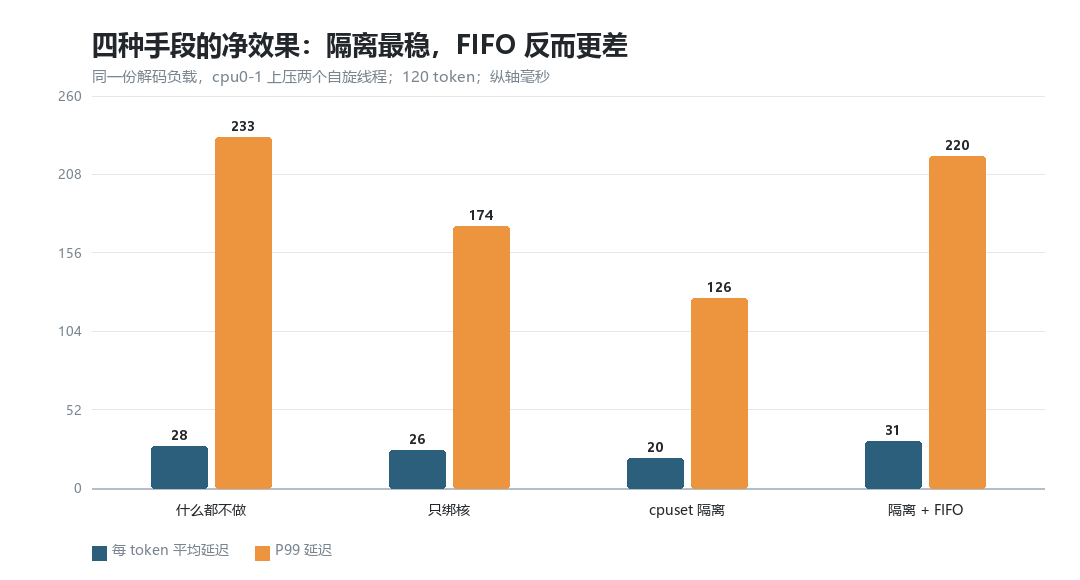 四种手段的净效果：隔离最稳，FIFO 反而更差
同一份解码负载，cpu0-1 上压两个自旋线程；120 token；纵轴毫秒
260
208
156
104
52
0
28
233
26
174
20
126
31
220
什么都不做
只绑核
cpuset 隔离
隔离 + FIFO
每 token 平均延迟
P99 延迟